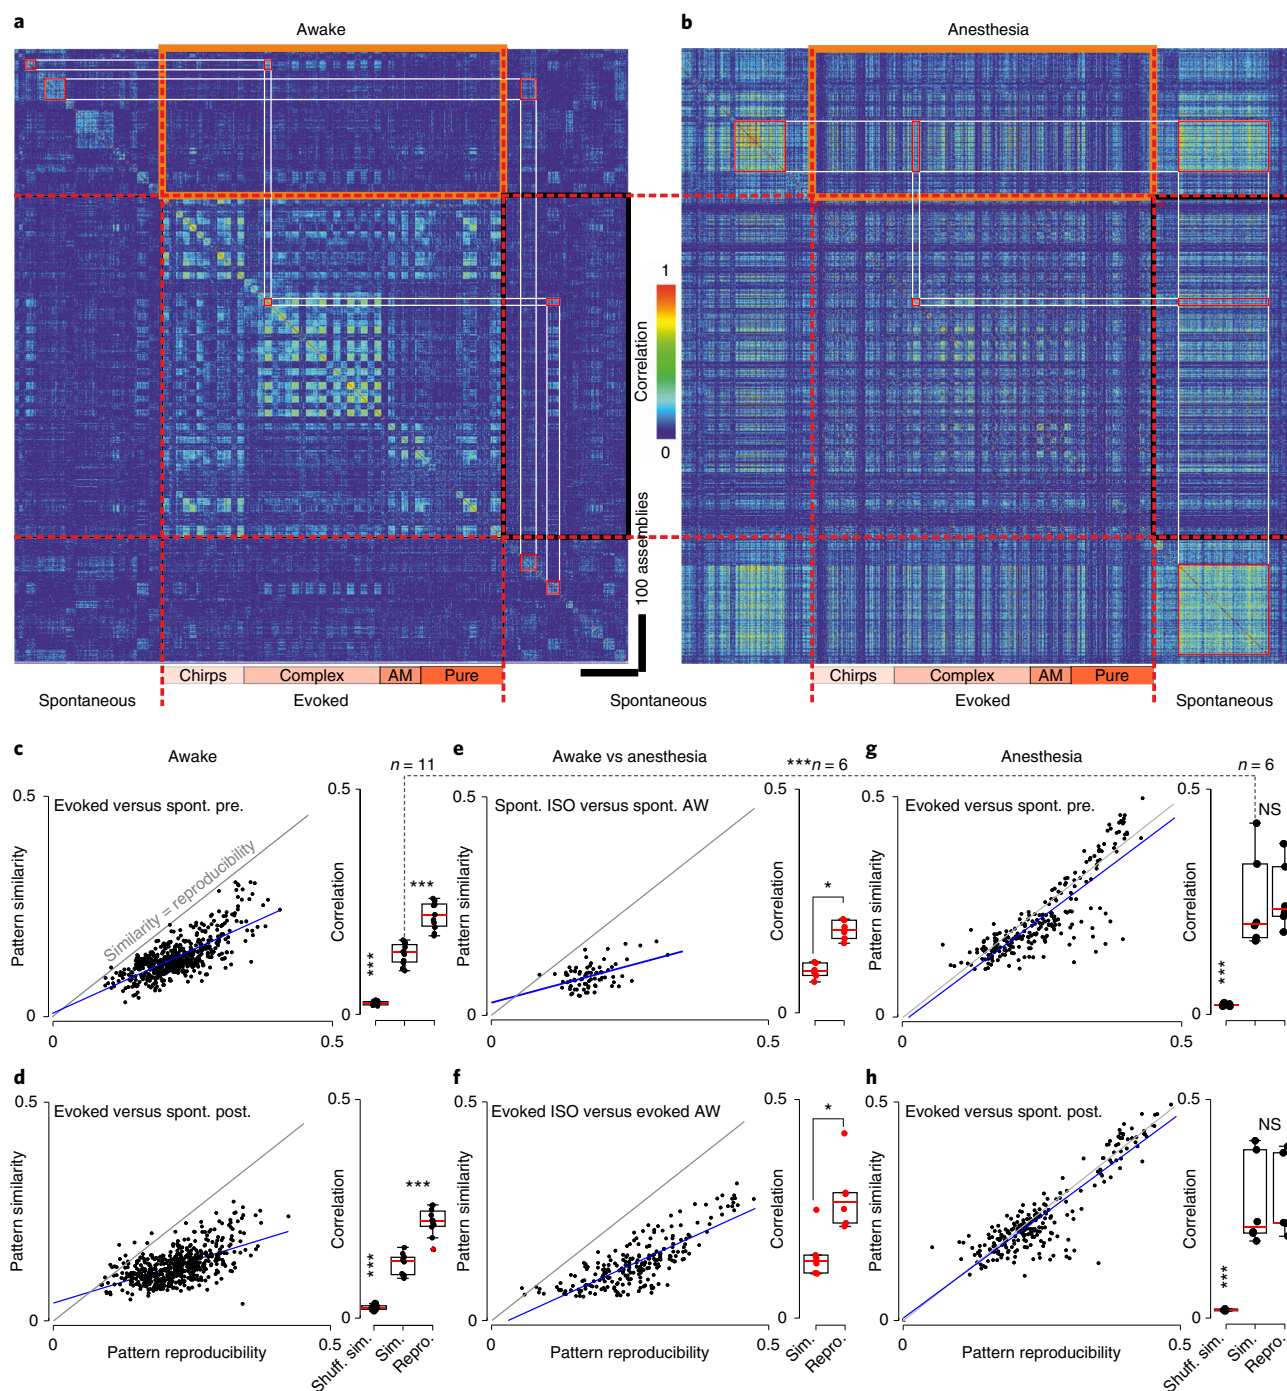 a
Awake
b
Anesthesia
1
Correlation
0
100 assemblies
Chirps Complex AM Pure
Chirps Complex AM Pure
Spontaneous Evoked Spontaneous Evoked Spontaneous
c
Awake
n = 11
e
Awake vs anesthesia
***n = 6
g
Anesthesia
n = 6
0.5
Evoked versus spont. pre.
Similarity = reproducibility
Pattern similarity
0
0 0.5
0.5
Correlation
***
***
0
0.5
Spont. ISO versus spont. AW
Pattern similarity
0
0 0.5
0.5
Correlation
*
0
0.5
Evoked versus spont. pre.
Pattern similarity
0
0 0.5
0.5
Correlation
NS
***
0
d
0.5
Evoked versus spont. post.
Pattern similarity
0
0 0.5
Pattern reproducibility
0.5
Correlation
***
***
0
Shuff. sim.
Sim.
Repro.
f
0.5
Evoked ISO versus evoked AW
Pattern similarity
0
0 0.5
Pattern reproducibility
0.5
Correlation
*
0
Sim.
Repro.
h
0.5
Evoked versus spont. post.
Pattern similarity
0
0 0.5
Pattern reproducibility
0.5
Correlation
NS
***
0
Shuff. sim.
Sim.
Repro.